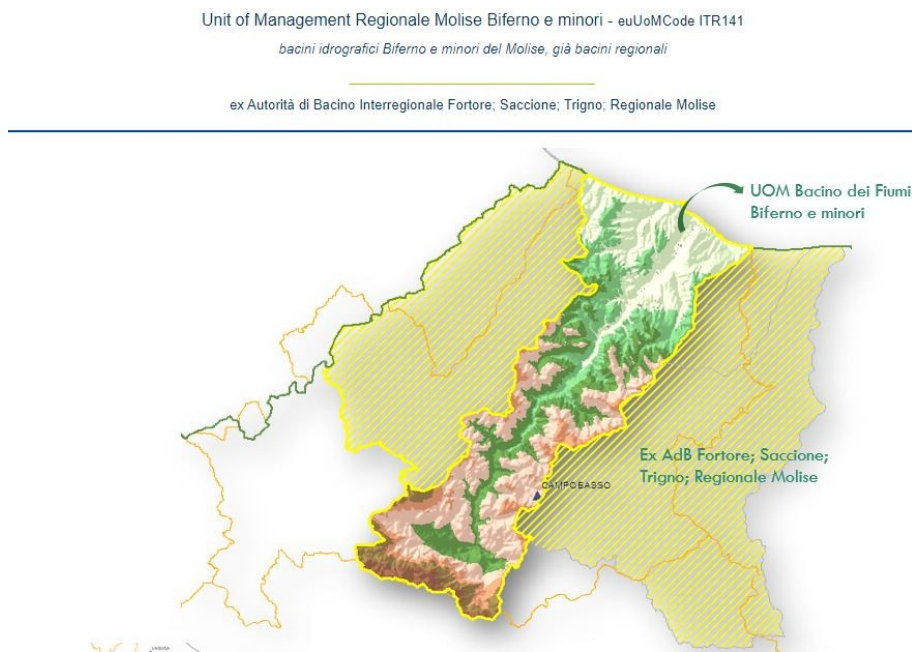 Unit of Management Regionale Molise Biferno e minori - euUoMCode ITR141
bacini idrografici Biferno e minori del Molise, già bacini regionali
ex Autorità di Bacino Interregionale Fortore; Saccione; Trigno; Regionale Molise
UOM Bacino dei Fiumi
Biferno e minori
Ex AdB Fortore; Saccione;
Trigno; Regionale Molise
CAMPOBASSO